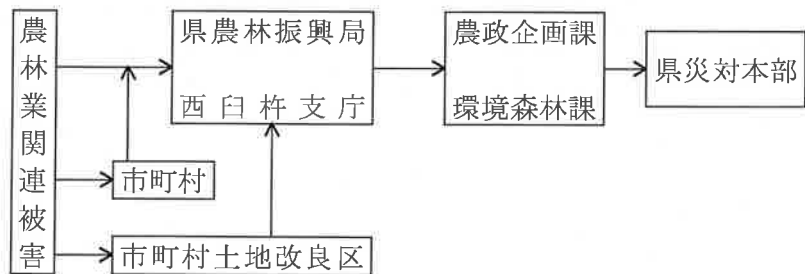 農林業関連被害
県農林振興局
西臼杵支庁
農政企画課
環境森林課
県災対本部
市町村
市町村土地改良区